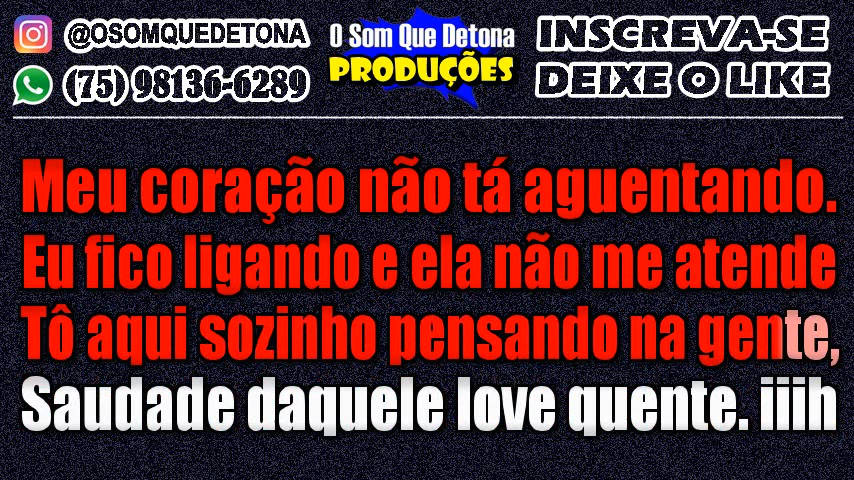 @OSOMQUEDETONA
(75) 98136-6289
O Som Que Detona
PRODUÇÕES
INSCREVA-SE
DEIXE O LIKE
Meu coração não tá aguentando.
Eu fico ligando e ela não me atende
Tô aqui sozinho pensando na gente,
Saudade daquele love quente. iiih